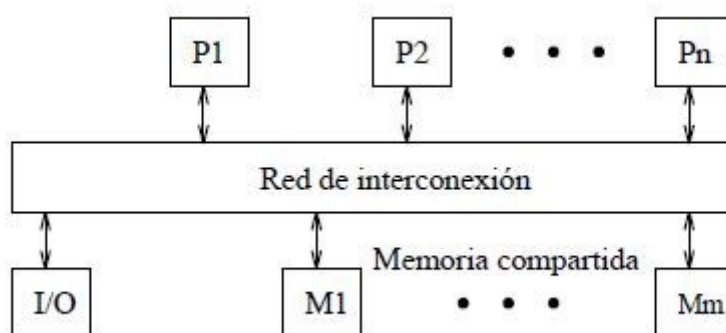 P1 P2 • • • Pn
Red de interconexión
Memoria compartida
I/O M1 • • • Mm